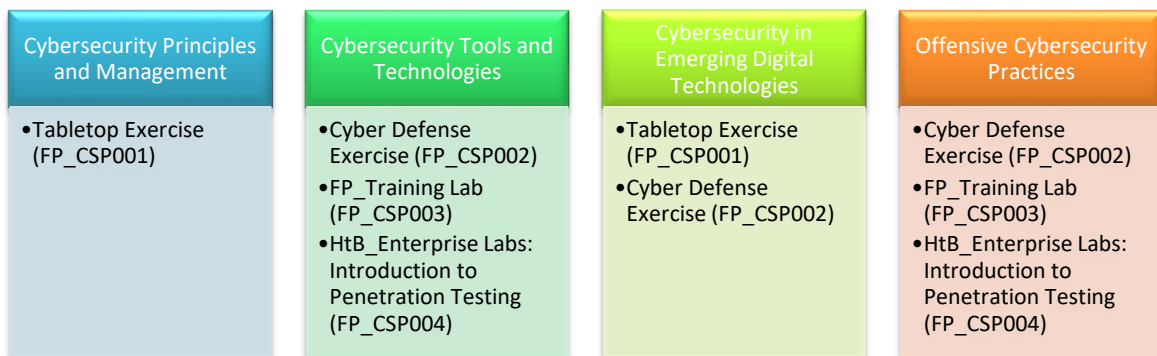 Cybersecurity Principles
and Management
•Tabletop Exercise
(FP_CSP001)
Cybersecurity Tools and
Technologies
•Cyber Defense
Exercise (FP_CSP002)
•FP_Training Lab
(FP_CSP003)
•HtB_Enterprise Labs:
Introduction to
Penetration Testing
(FP_CSP004)
Cybersecurity in
Emerging Digital
Technologies
•Tabletop Exercise
(FP_CSP001)
•Cyber Defense
Exercise (FP_CSP002)
Offensive Cybersecurity
Practices
•Cyber Defense
Exercise (FP_CSP002)
•FP_Training Lab
(FP_CSP003)
•HtB_Enterprise Labs:
Introduction to
Penetration Testing
(FP_CSP004)